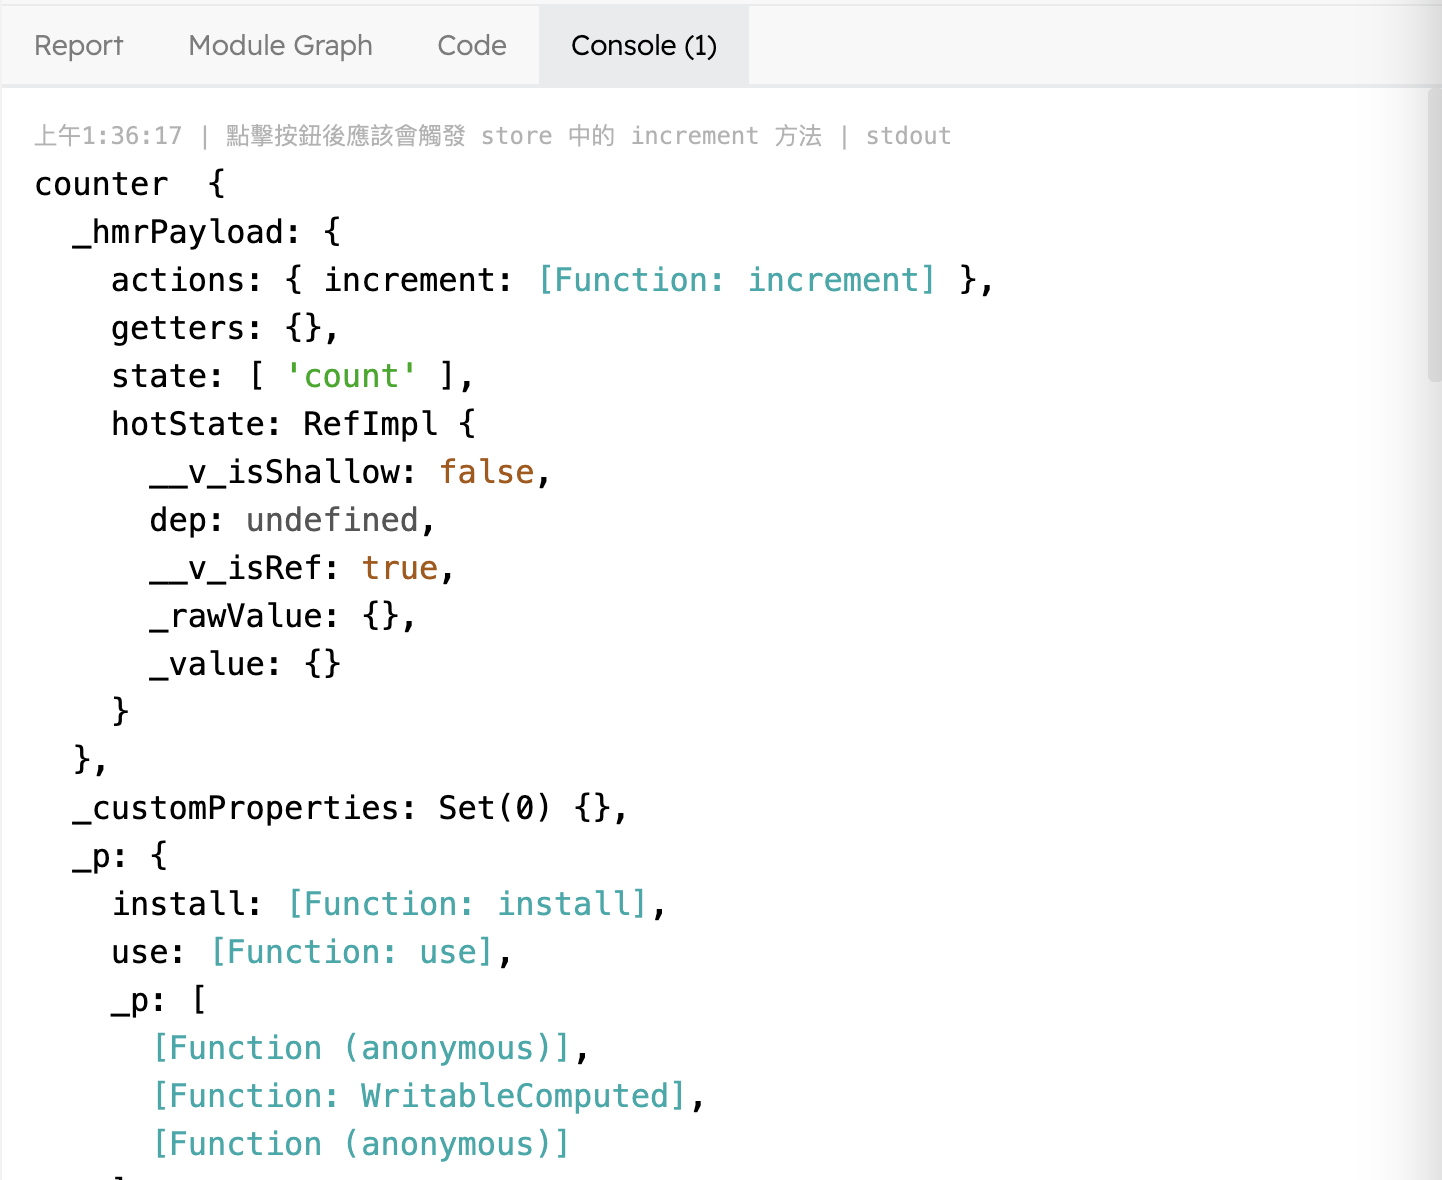 Report Module Graph Code Console (1)
上午1:36:17 | 點擊按鈕後應該會觸發 store 中的 increment 方法 | stdout
counter  {
  _hmrPayload: {
    actions: { increment: [Function: increment] },
    getters: {},
    state: [ 'count' ],
    hotState: RefImpl {
      __v_isShallow: false,
      dep: undefined,
      __v_isRef: true,
      _rawValue: {},
      _value: {}
    }
  },
  _customProperties: Set(0) {},
  _p: {
    install: [Function: install],
    use: [Function: use],
    _p: [
      [Function (anonymous)],
      [Function: WritableComputed],
      [Function (anonymous)]